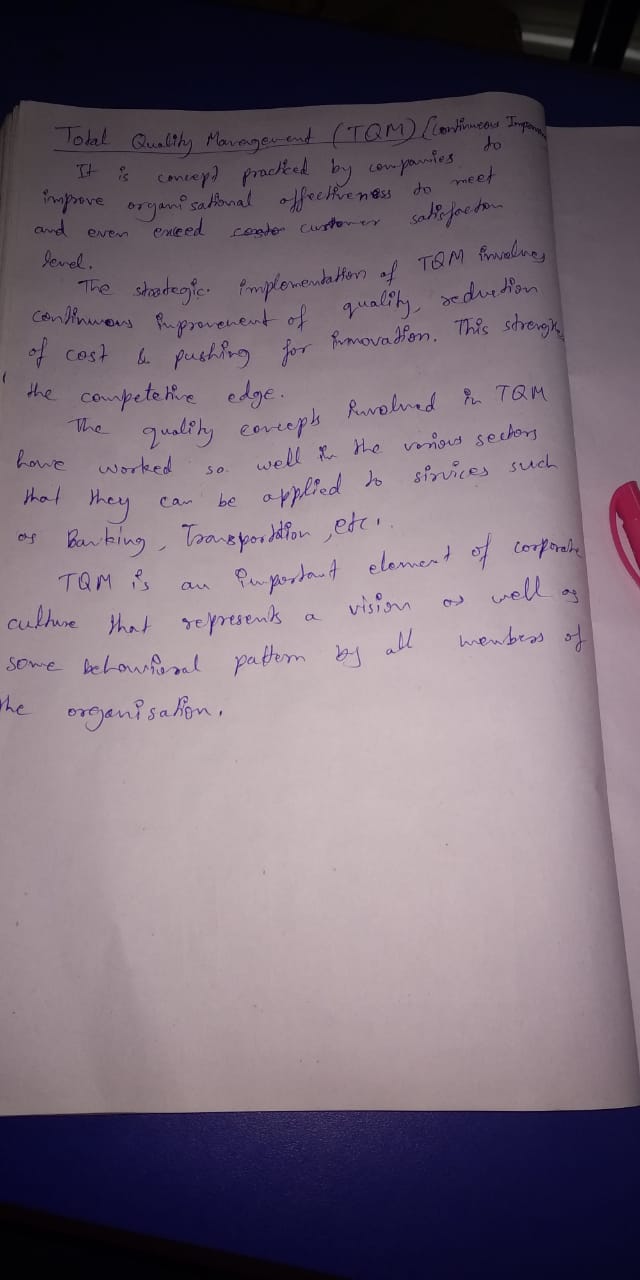 Total Quality Management (TQM) (Continuous
It is concept practiced by companies to
improve organisational effectiveness to meet
and even exceed customer satisfaction
level.
The strategic implementation of TQM involves
continuous improvement of quality, reduction
of cost & pushing for innovation. This
the competetive edge.
The quality concepts involved in TQM
have worked so well in the various sectors
that they can be applied to sirvices such
as Banking, Transportation, etc.
TQM is an important element of corporate
culture that represents a vision as well as
some behavioural pattern by all members of
the organisation.